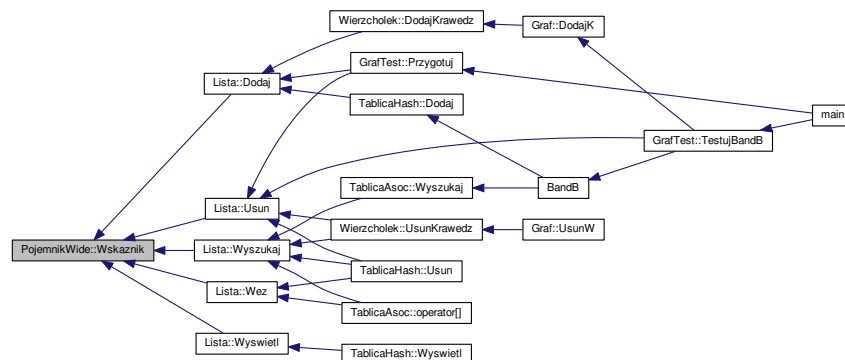 Wierzcholek::DodajKrawedz
Graf::DodajK
GrafTest::Przygotuj
Lista::Dodaj
TablicaHash::Dodaj
main
GrafTest::TestujBandB
TablicaAsoc::Wyszukaj
BandB
Lista::Usun
Wierzcholek::UsunKrawedz
Graf::UsunW
PojemnikWide::Wskaznik
Lista::Wyszukaj
TablicaHash::Usun
Lista::Wez
TablicaAsoc::operator[]
Lista::Wyswietl
TablicaHash::Wyswietl